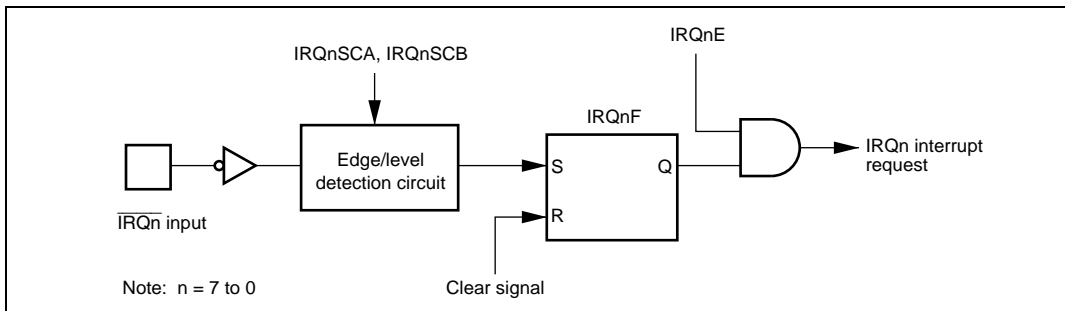 IRQnE
IRQnSCA, IRQnSCB
IRQnF
Edge/level
detection circuit
S
Q
R
IRQn interrupt
request
IRQn input
Clear signal
Note: n = 7 to 0